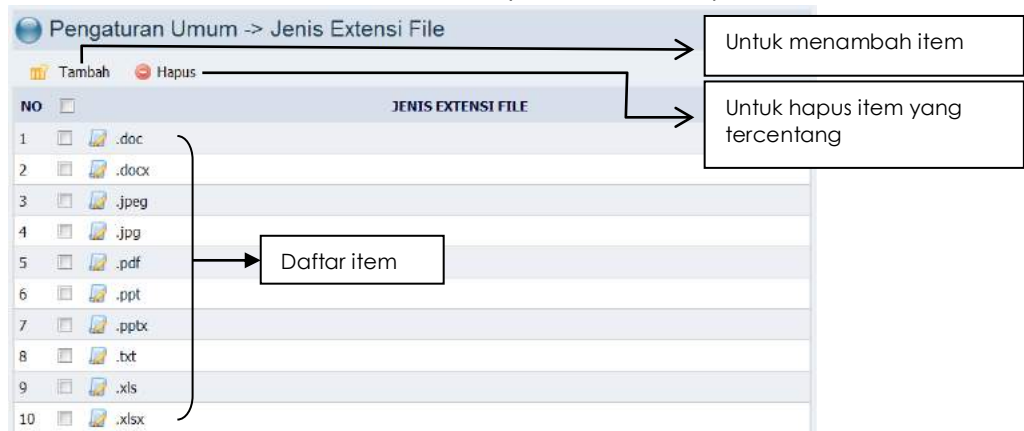 Pengaturan Umum -> Jenis Extensi File
Untuk menambah item
Tambah Hapus
NO JENIS EXTENSI FILE
Untuk hapus item yang
tercentang
1 .doc
2 .docx
3 .jpeg
4 .jpg
5 .pdf
Daftar item
6 .ppt
7 .pptx
8 .txt
9 .xls
10 .xlsx